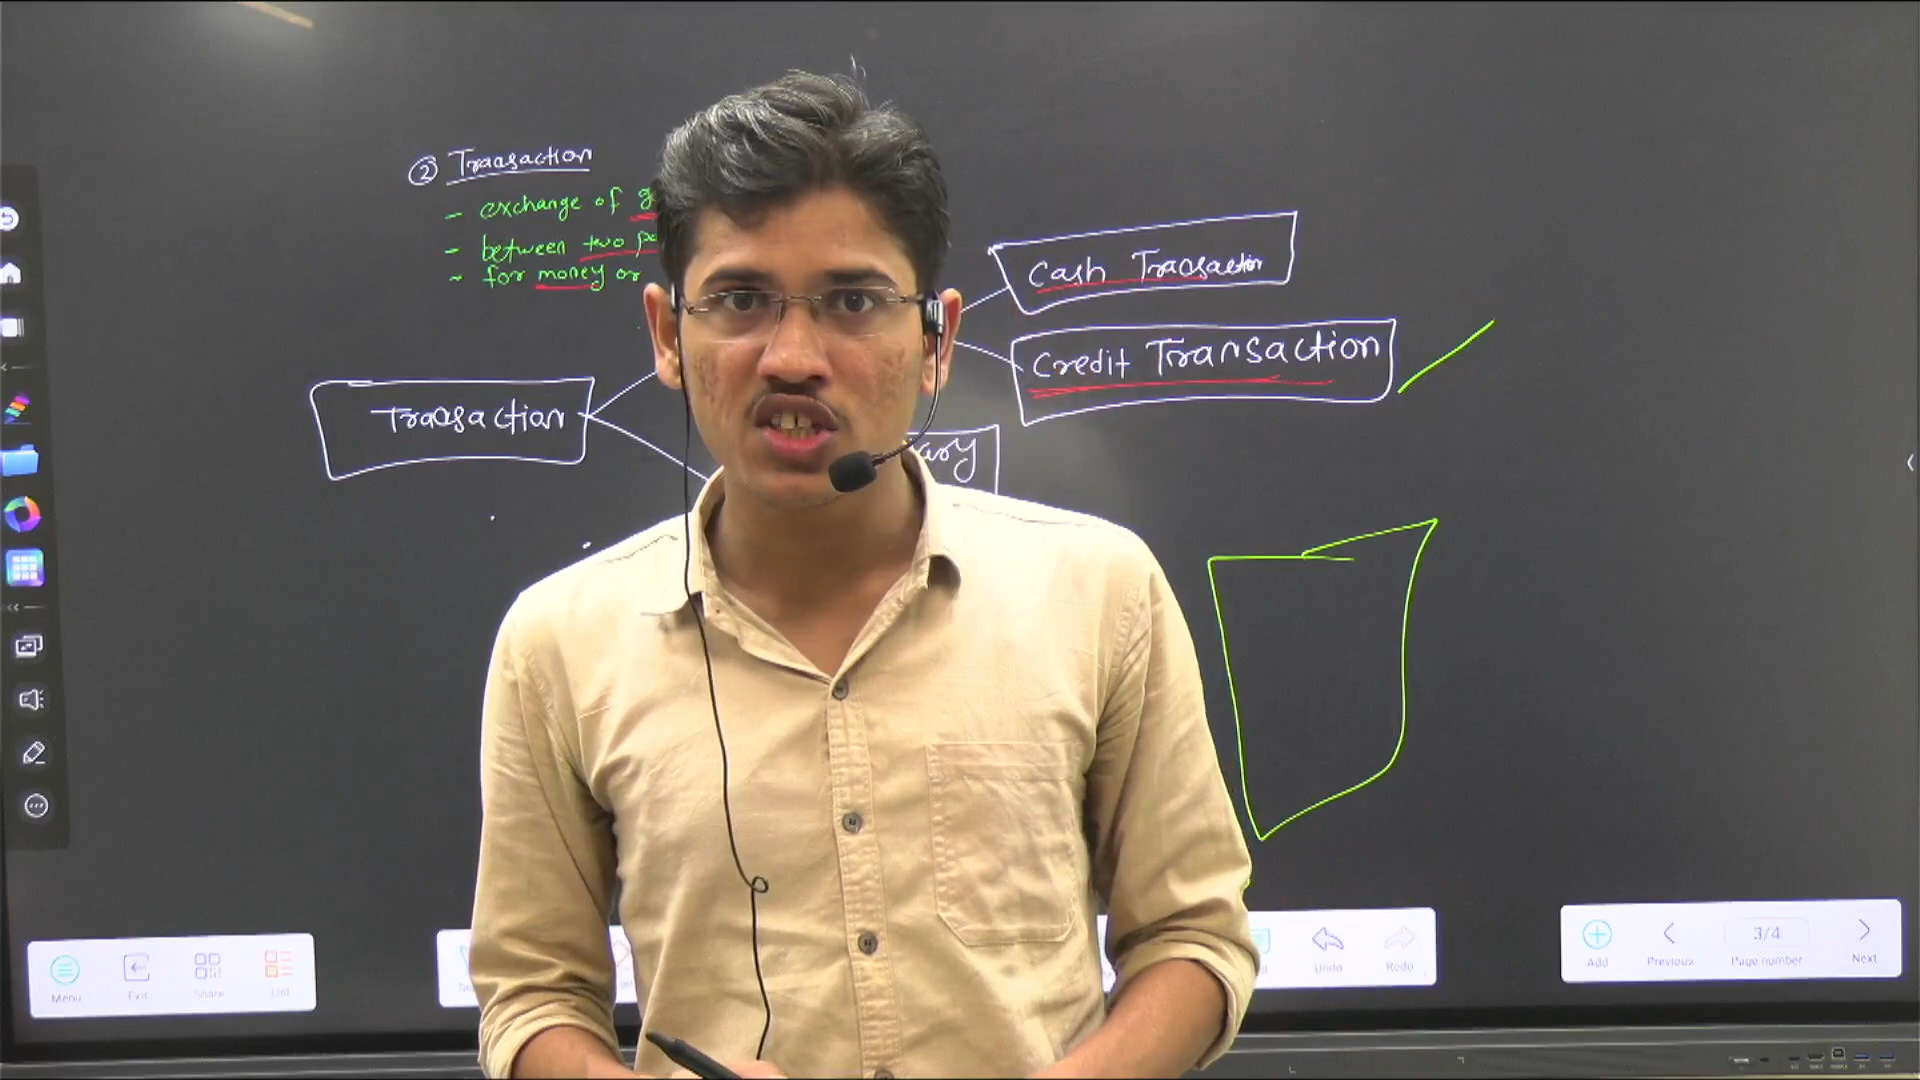 ② Transaction
- exchange of g
- between two
- for money or
Cash Transaction
Credit Transaction
Transaction
ary
Menu
Exit
Share
List
Undo
Redo
Add
Previous
3/4
Page number
Next